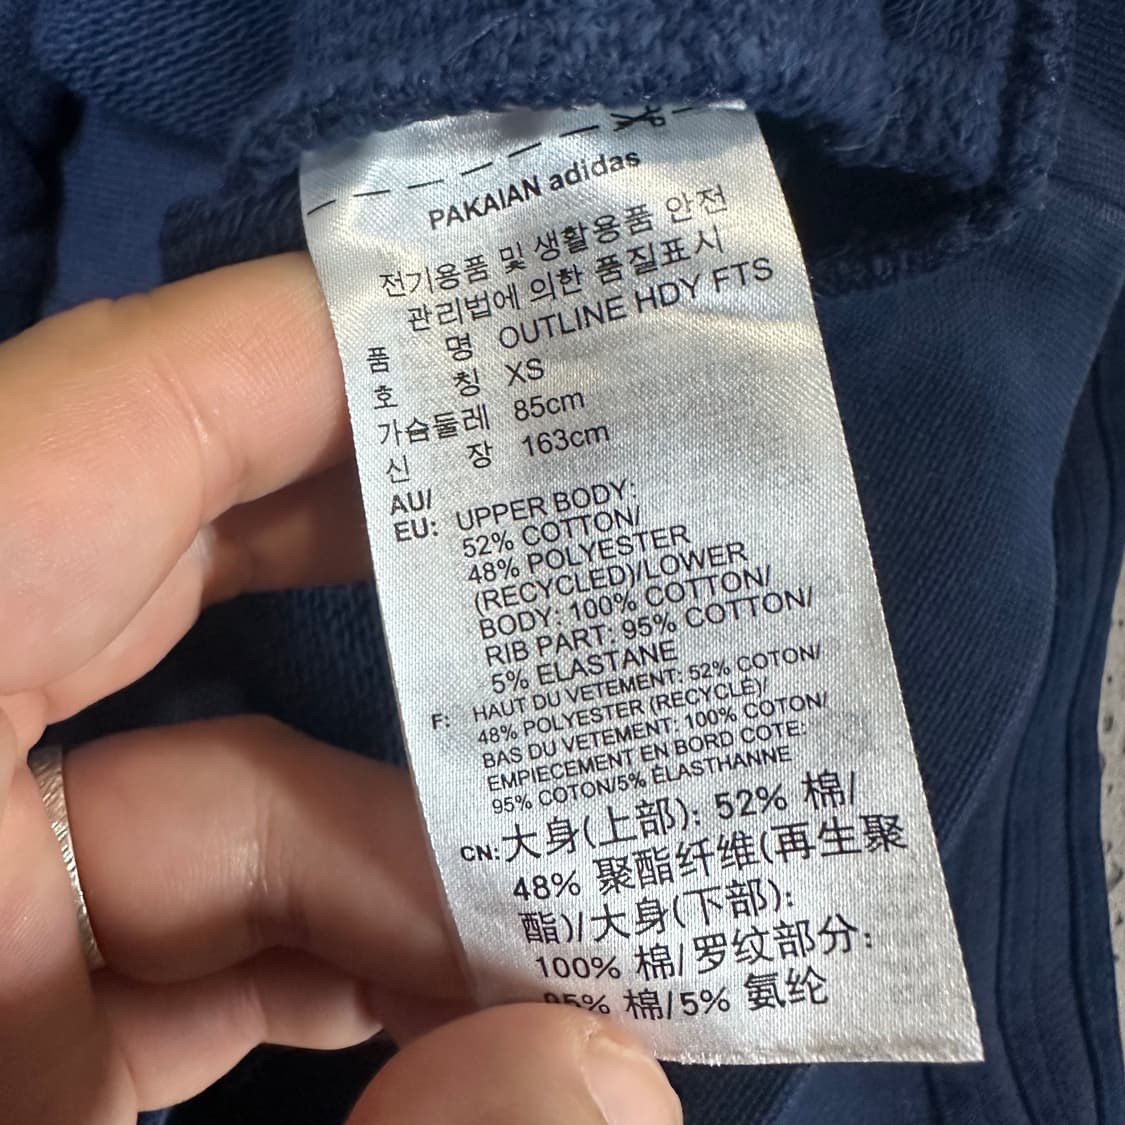 PAKAIAN adidas
전기용품 및 생활용품 안전
관리법에 의한 품질표시
품 명 OUTLINE HDY FTS
호 칭 XS
가슴둘레 85cm
신 장 163cm
AU/
EU: UPPER BODY:
52% COTTON/
48% POLYESTER
(RECYCLED)/LOWER
BODY: 100% COTTON/
RIB PART: 95% COTTON/
5% ELASTANE
F: HAUT DU VETEMENT: 52% COTON/
48% POLYESTER (RECYCLÉ)/
BAS DU VETEMENT: 100% COTON/
EMPIECEMENT EN BORD COTE:
95% COTON/5% ÉLASTHANNE
CN: 大身(上部): 52% 棉/
48% 聚酯纤维(再生聚
酯)/大身(下部):
100% 棉/罗纹部分:
95% 棉/5% 氨纶